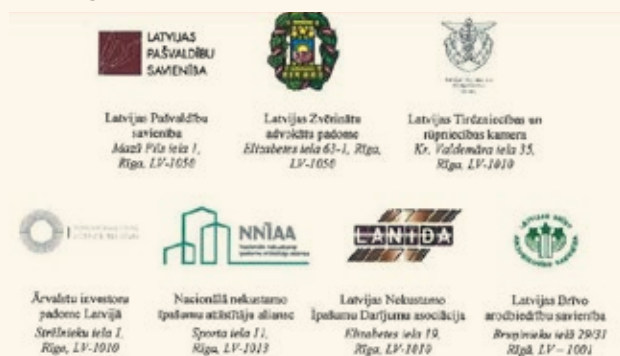 LATVIJAS
PAŠVALDĪBU
SAVIENĪBA
Latvijas Pašvaldību
savienība
Mazā Pils iela 1,
Rīga, LV-1050
Latvijas Zvērinātu
advokātu padome
Elizabetes iela 63-1, Rīga,
LV-1050
Latvijas Tirdzniecības un
rūpniecības kamera
Kr. Valdemāra iela 35,
Rīga, LV-1010
NNĪAA
LANIDA
Ārvalstu investoru
padome Latvijā
Strēlnieku iela 1,
Rīga, LV-1010
Nacionālā nekustamo
īpašumu attīstītāju alianse
Sporta iela 11,
Rīga, LV-1013
Latvijas Nekustamo
Īpašumu Darījumu asociācija
Elizabetes iela 19,
Rīga, LV-1010
Latvijas Brīvo
arodbiedrību savienība
Bruņinieku ielā 29/31
Rīgā, LV – 1001